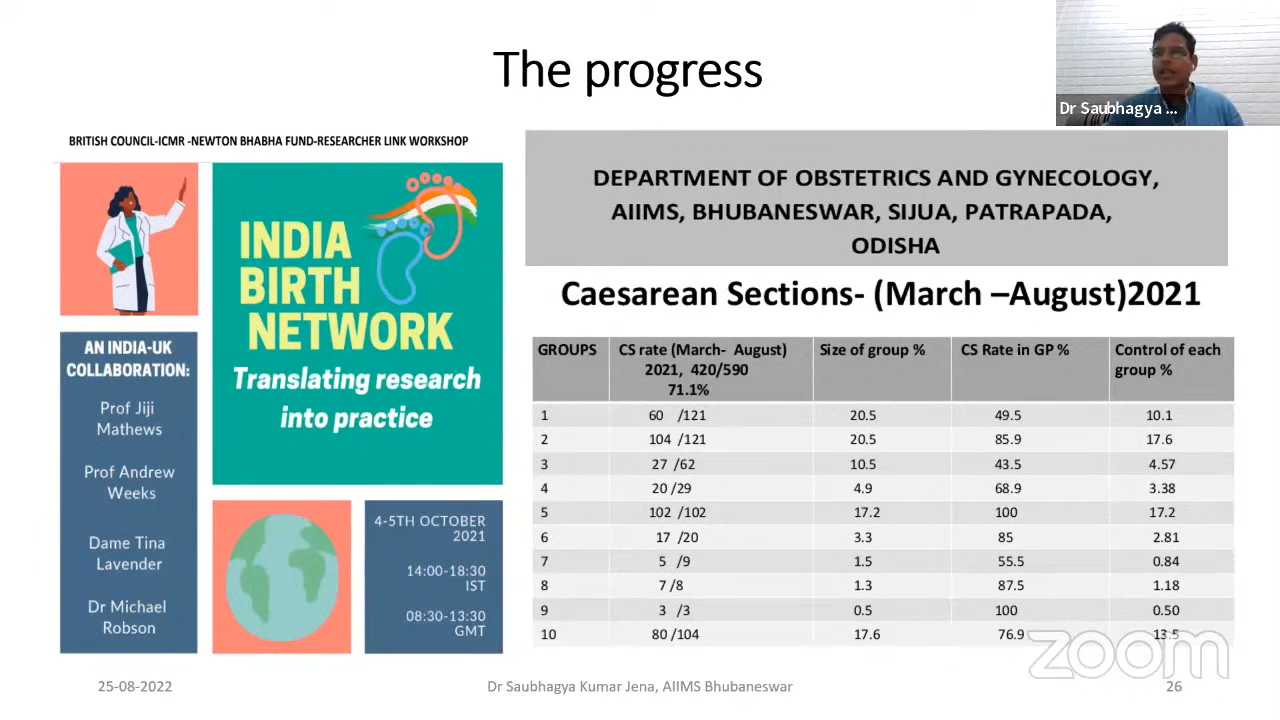 The progress
Dr Saubhagya ...
BRITISH COUNCIL-ICMR -NEWTON BHABHA FUND-RESEARCHER LINK WORKSHOP
INDIA
BIRTH
NETWORK
Translating research
into practice
AN INDIA-UK
COLLABORATION:
Prof Jiji
Mathews
Prof Andrew
Weeks
Dame Tina
Lavender
Dr Michael
Robson
4-5TH OCTOBER
2021
14:00-18:30
IST
08:30-13:30
GMT
DEPARTMENT OF OBSTETRICS AND GYNECOLOGY,
AIIMS, BHUBANESWAR, SIJUA, PATRAPADA,
ODISHA
Caesarean Sections- (March –August)2021
GROUPS CS rate (March- August) 2021, 420/590 71.1% Size of group % CS Rate in GP % Control of each group %
1 60 /121 20.5 49.5 10.1
2 104 /121 20.5 85.9 17.6
3 27 /62 10.5 43.5 4.57
4 20 /29 4.9 68.9 3.38
5 102 /102 17.2 100 17.2
6 17 /20 3.3 85 2.81
7 5 /9 1.5 55.5 0.84
8 7 /8 1.3 87.5 1.18
9 3 /3 0.5 100 0.50
10 80 /104 17.6 76.9 13.5
zoom
25-08-2022
Dr Saubhagya Kumar Jena, AIIMS Bhubaneswar
26